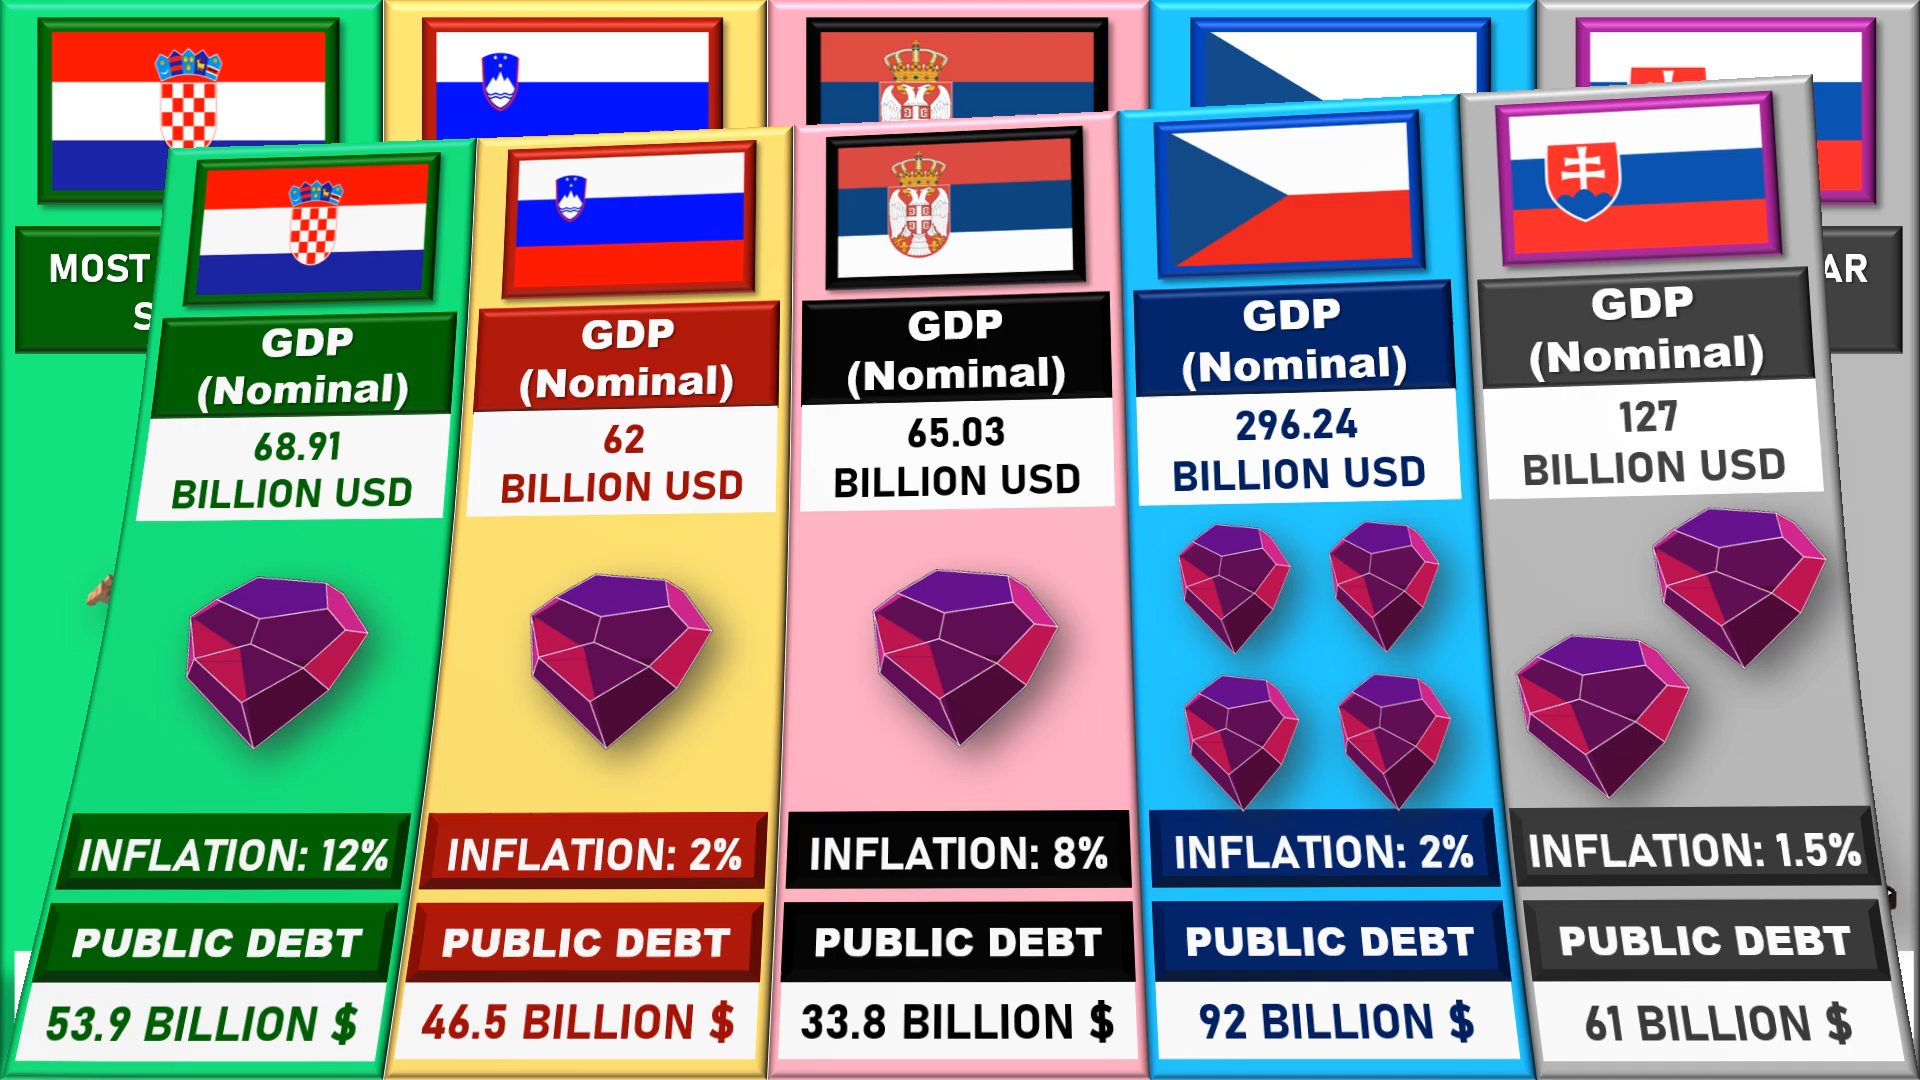 MOST
S
AR
GDP
(Nominal)
68.91
BILLION USD
INFLATION: 12%
PUBLIC DEBT
53.9 BILLION $
GDP
(Nominal)
62
BILLION USD
INFLATION: 2%
PUBLIC DEBT
46.5 BILLION $
GDP
(Nominal)
65.03
BILLION USD
INFLATION: 8%
PUBLIC DEBT
33.8 BILLION $
GDP
(Nominal)
296.24
BILLION USD
INFLATION: 2%
PUBLIC DEBT
92 BILLION $
GDP
(Nominal)
127
BILLION USD
INFLATION: 1.5%
PUBLIC DEBT
61 BILLION $